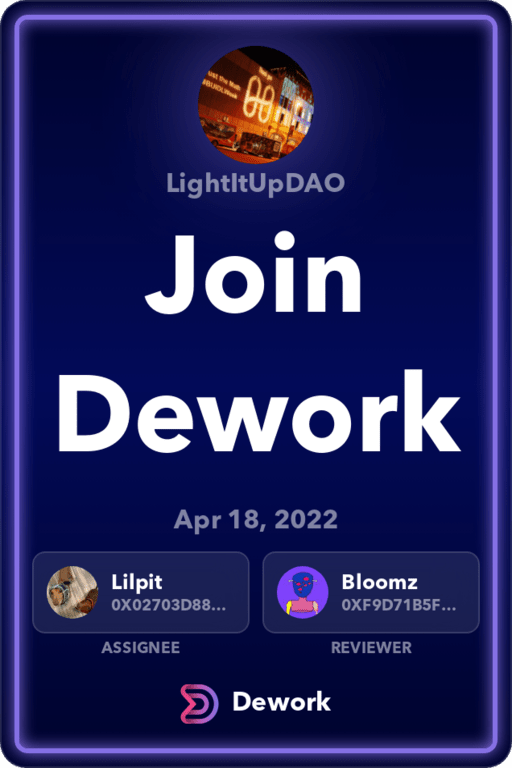 LightItUpDAO
Join
Dework
Apr 18, 2022
Lilpit
0X02703D88...
Bloomz
0XF9D71B5F...
ASSIGNEE
REVIEWER
Dework